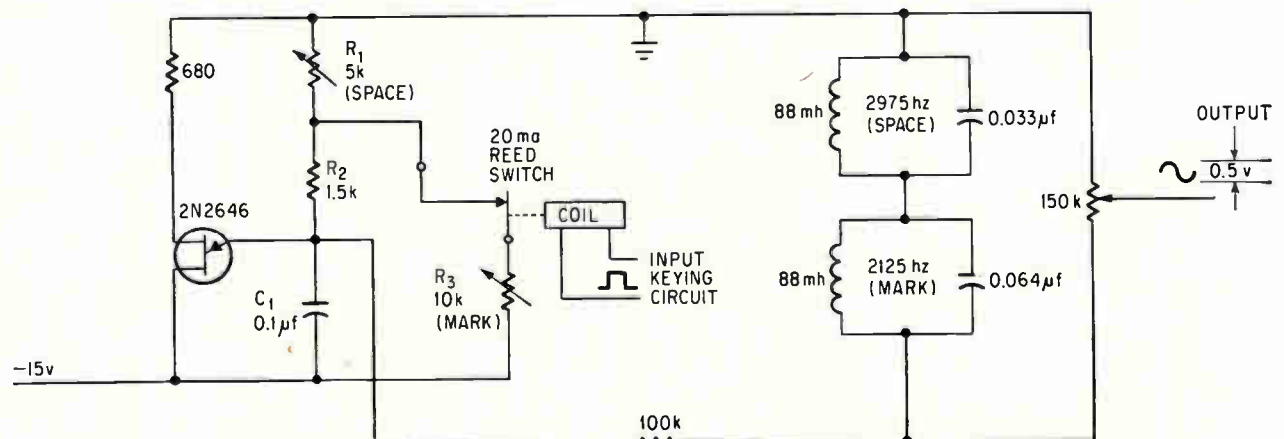 680
R1
5k
(SPACE)
R2
1.5k
2N2646
C1
0.1µf
-15v
20 ma
REED
SWITCH
COIL
INPUT
KEYING
CIRCUIT
R3
10k
(MARK)
100k
88 mh
2975 hz
(SPACE)
0.033µf
88 mh
2125 hz
(MARK)
0.064µf
150 k
OUTPUT
0.5 v